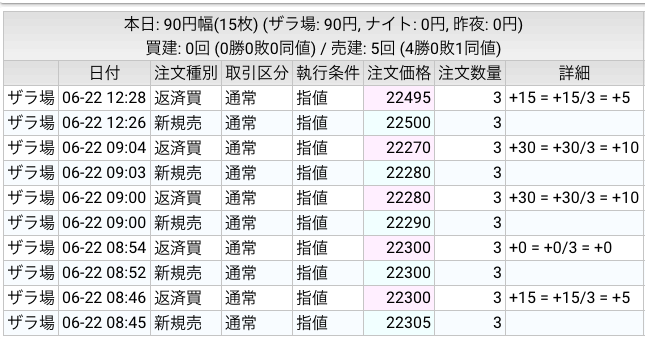 本日: 90円幅(15枚) (ザラ場: 90円, ナイト: 0円, 昨夜: 0円)
買建: 0回 (0勝0敗0同値) / 売建: 5回 (4勝0敗1同値)
日付 注文種別 取引区分 執行条件 注文価格 注文数量 詳細
ザラ場 06-22 12:28 返済買 通常 指値 22495 3 +15 = +15/3 = +5
ザラ場 06-22 12:26 新規売 通常 指値 22500 3
ザラ場 06-22 09:04 返済買 通常 指値 22270 3 +30 = +30/3 = +10
ザラ場 06-22 09:03 新規売 通常 指値 22280 3
ザラ場 06-22 09:00 返済買 通常 指値 22280 3 +30 = +30/3 = +10
ザラ場 06-22 09:00 新規売 通常 指値 22290 3
ザラ場 06-22 08:54 返済買 通常 指値 22300 3 +0 = +0/3 = +0
ザラ場 06-22 08:52 新規売 通常 指値 22300 3
ザラ場 06-22 08:46 返済買 通常 指値 22300 3 +15 = +15/3 = +5
ザラ場 06-22 08:45 新規売 通常 指値 22305 3